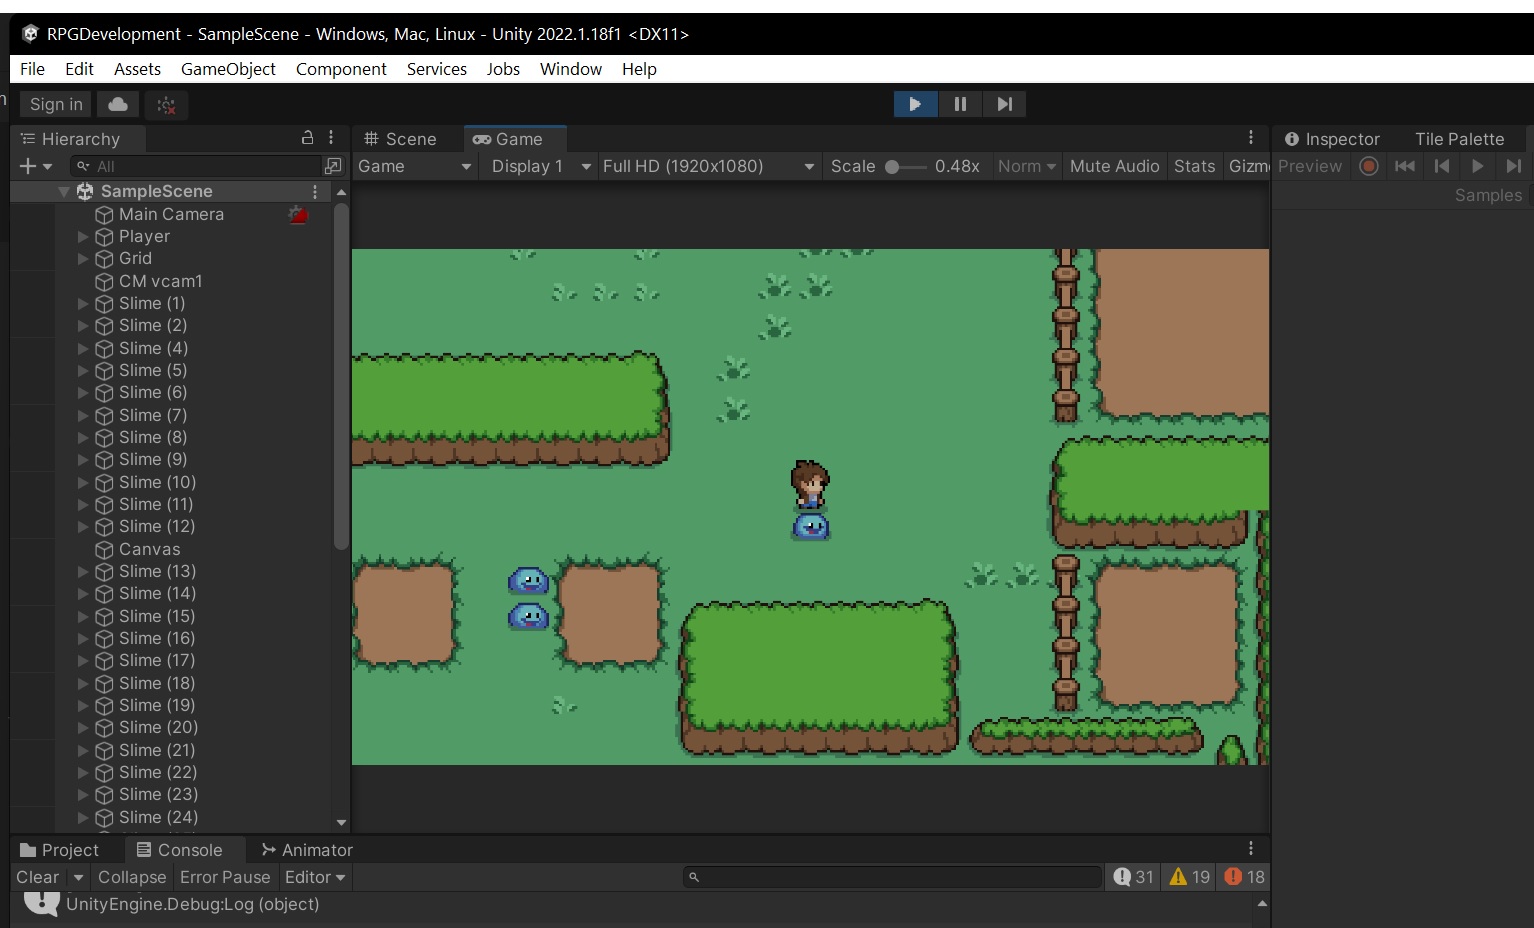 RPGDevelopment - SampleScene - Windows, Mac, Linux - Unity 2022.1.18f1 <DX11>
File Edit Assets GameObject Component Services Jobs Window Help
Sign in
Hierarchy
Scene Game
Inspector Tile Palette
All
Game Display 1 Full HD (1920x1080) Scale 0.48x Norm Mute Audio Stats Gizm
Preview
Samples
SampleScene
Main Camera
Player
Grid
CM vcam1
Slime (1)
Slime (2)
Slime (4)
Slime (5)
Slime (6)
Slime (7)
Slime (8)
Slime (9)
Slime (10)
Slime (11)
Slime (12)
Canvas
Slime (13)
Slime (14)
Slime (15)
Slime (16)
Slime (17)
Slime (18)
Slime (19)
Slime (20)
Slime (21)
Slime (22)
Slime (23)
Slime (24)
Project Console Animator
Clear Collapse Error Pause Editor 31 19 18
UnityEngine.Debug:Log (object)